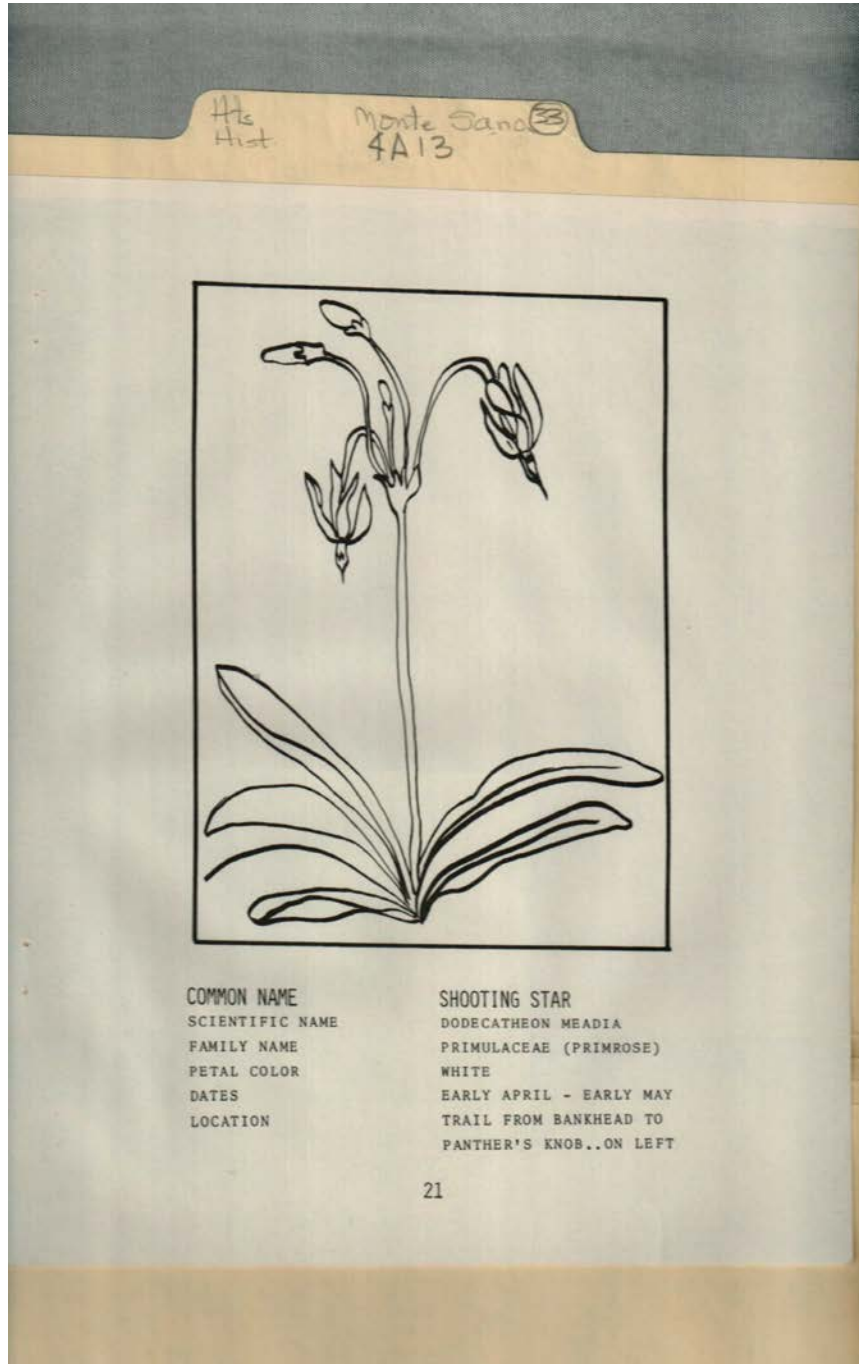 Hts Monte Sano 33
Hist 4A13
COMMON NAME SHOOTING STAR
SCIENTIFIC NAME DODECATHEON MEADIA
FAMILY NAME PRIMULACEAE (PRIMROSE)
PETAL COLOR WHITE
DATES EARLY APRIL - EARLY MAY
LOCATION TRAIL FROM BANKHEAD TO
PANTHER'S KNOB..ON LEFT
21